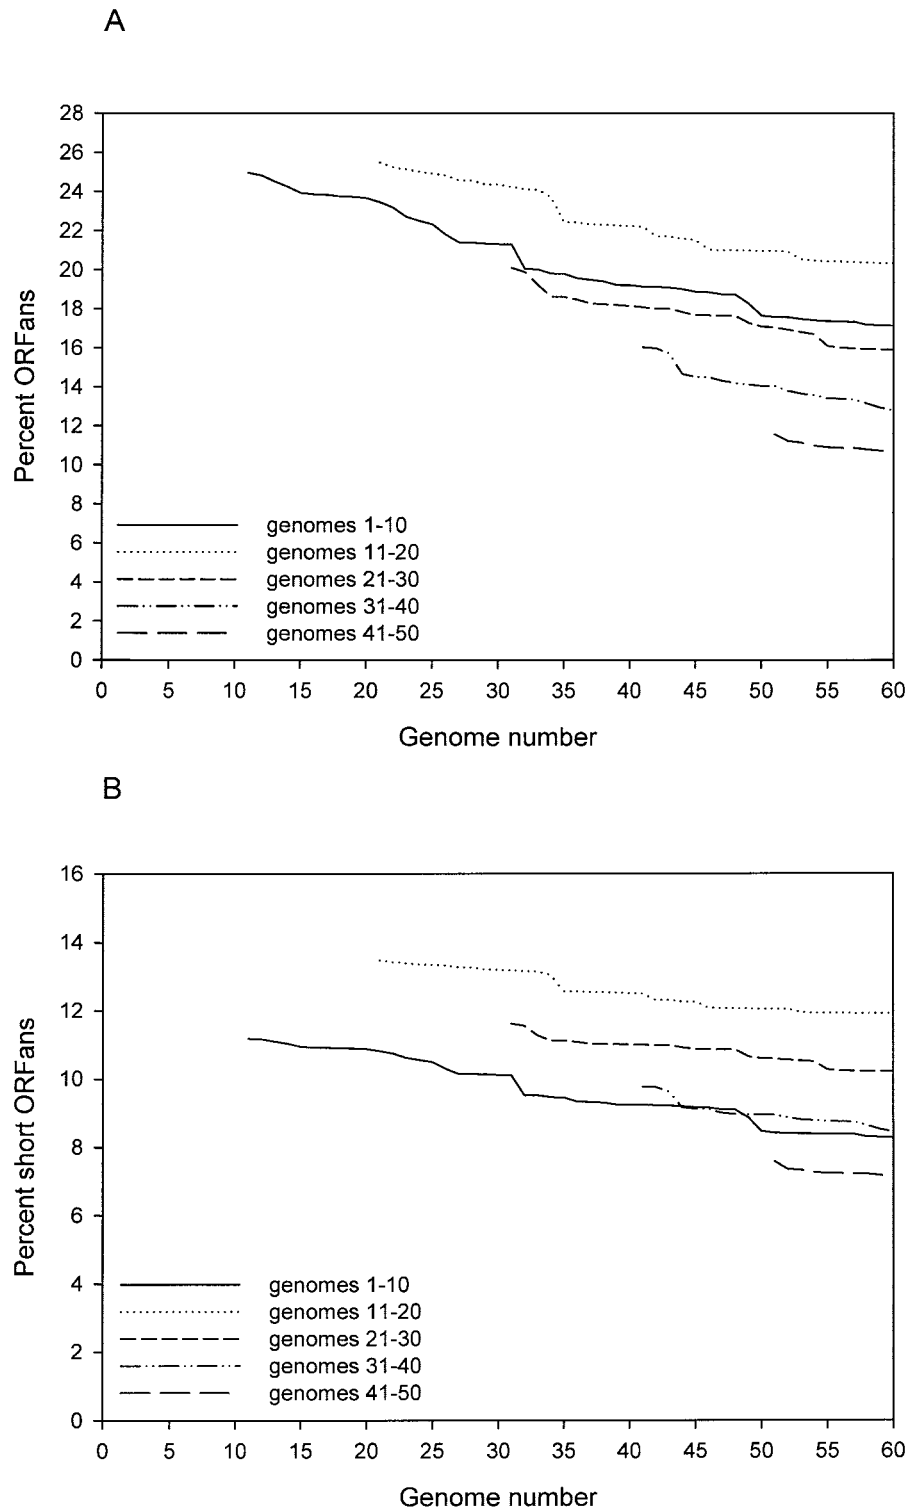 A
28
26
24
22
20
18
16
14
12
10
8
6
4
2
0
Percent ORFans
genomes 1-10
genomes 11-20
genomes 21-30
genomes 31-40
genomes 41-50
0 5 10 15 20 25 30 35 40 45 50 55 60
Genome number
B
16
14
12
10
8
6
4
2
0
Percent short ORFans
genomes 1-10
genomes 11-20
genomes 21-30
genomes 31-40
genomes 41-50
0 5 10 15 20 25 30 35 40 45 50 55 60
Genome number